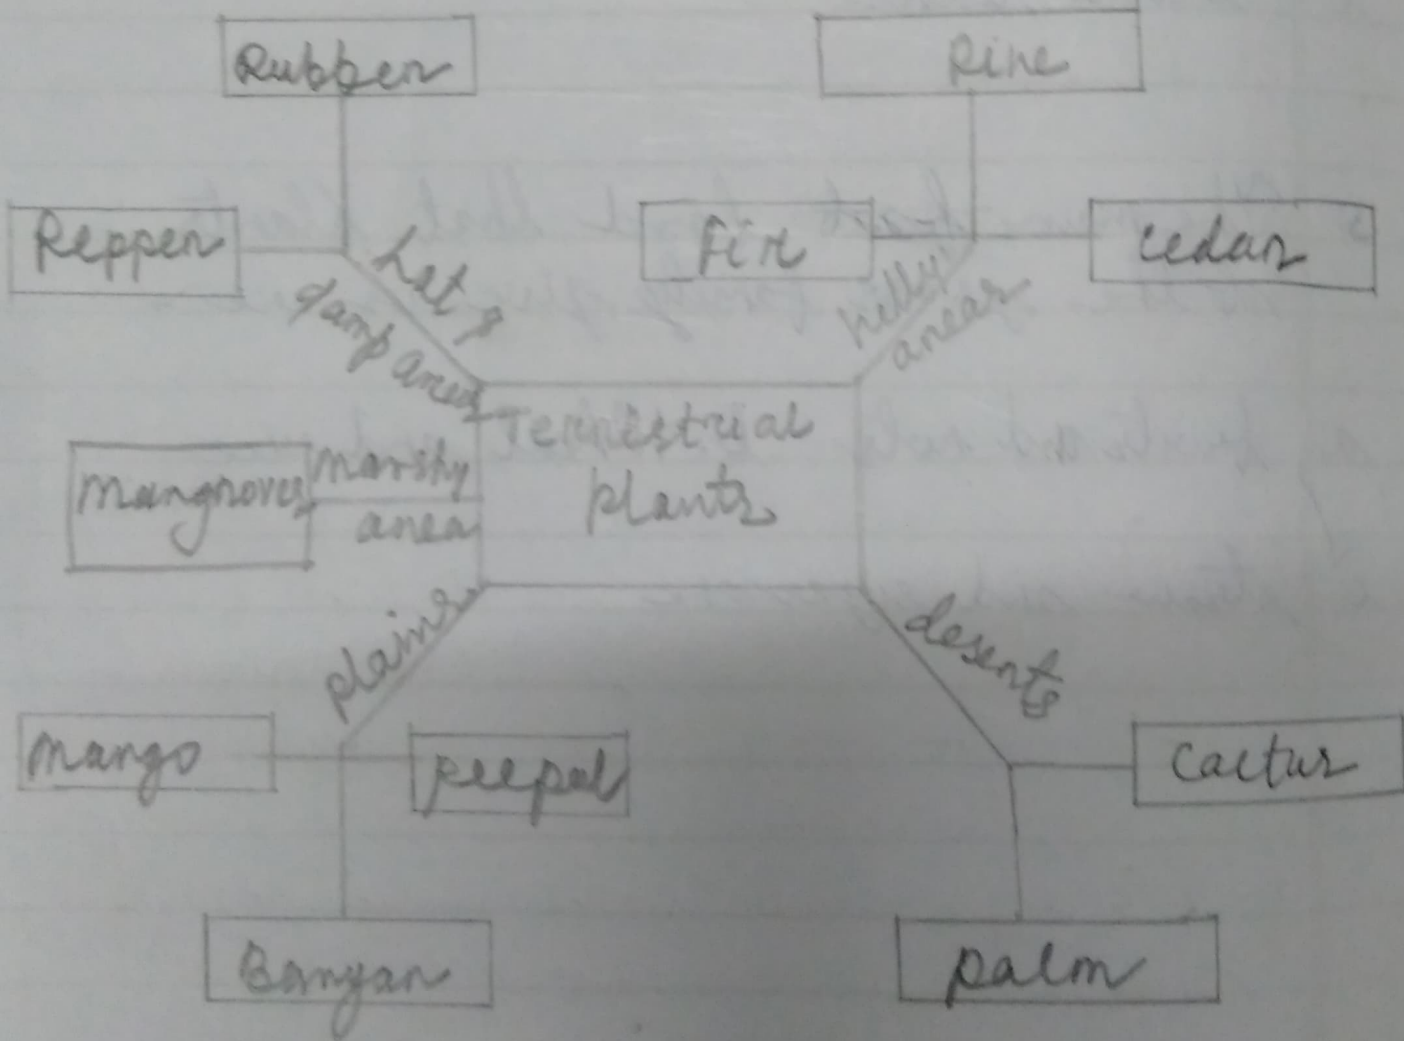 Rubber
Pine
Pepper
Fir
cedar
hot &
damp area
hilly
areas
Terrestrial
plants
mangroves
marshy
area
plains
deserts
mango
peepal
cactus
Banyan
palm